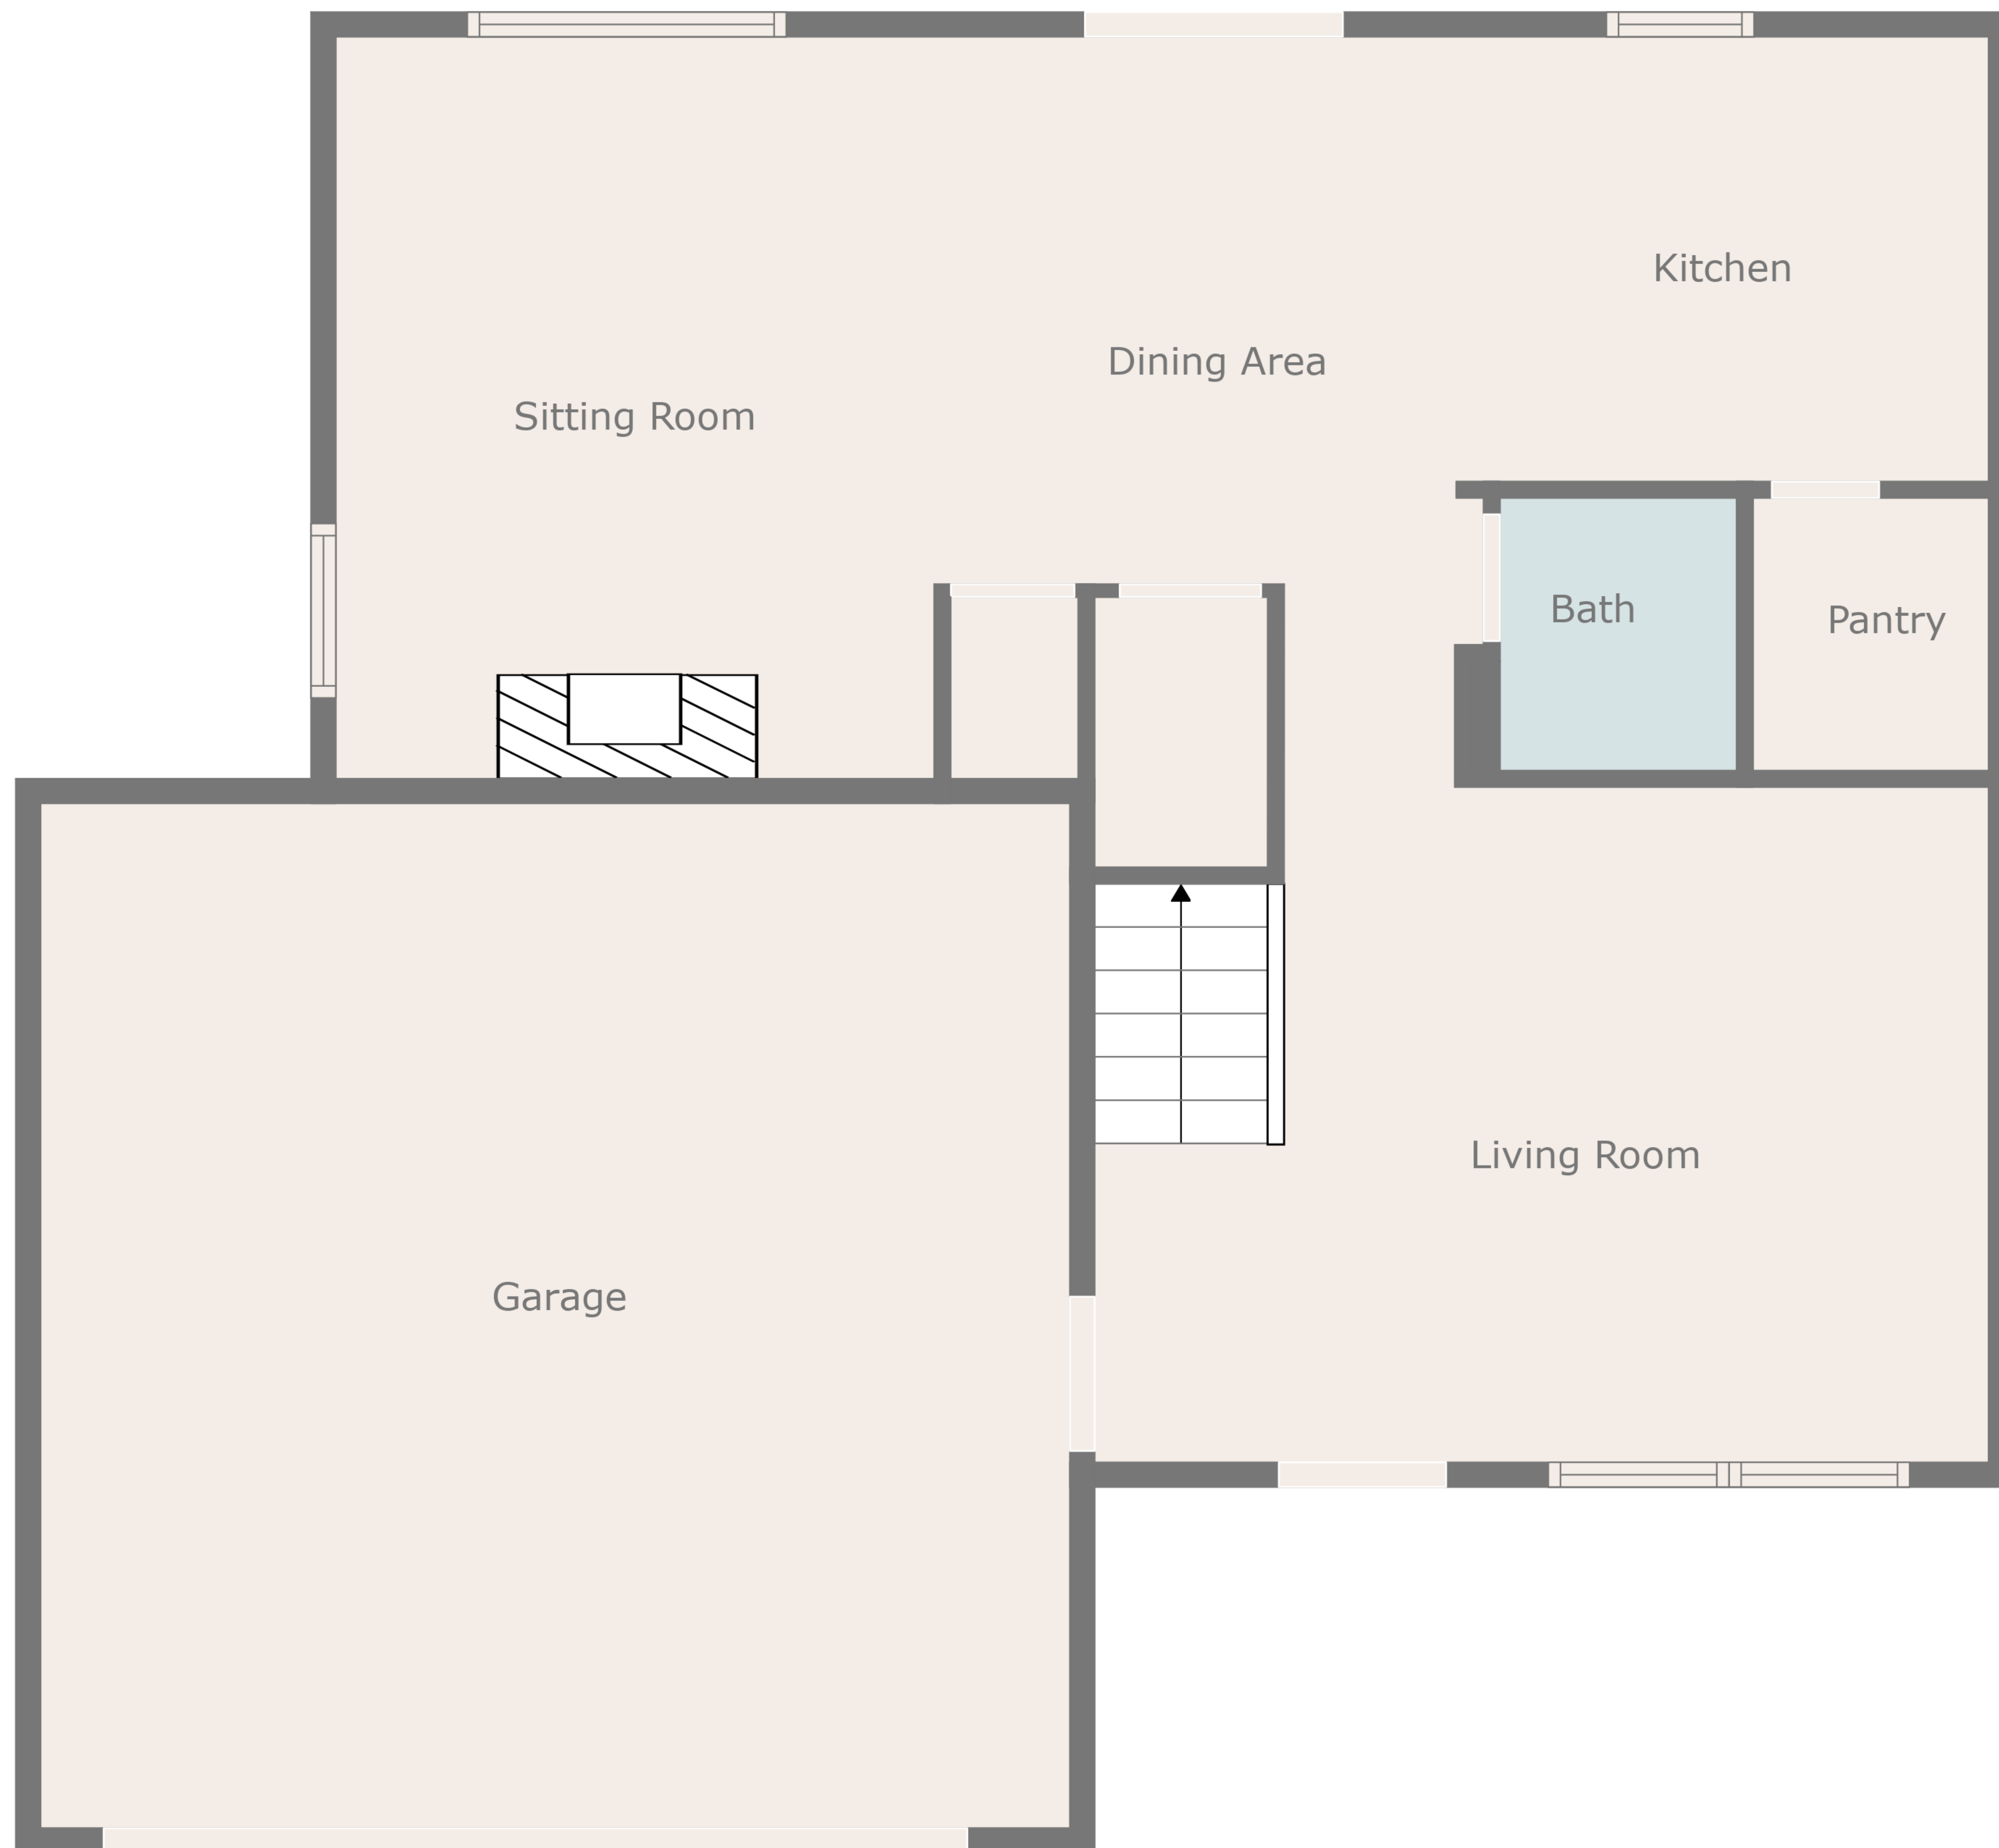 Kitchen
Dining Area
Sitting Room
Bath
Pantry
Living Room
Garage